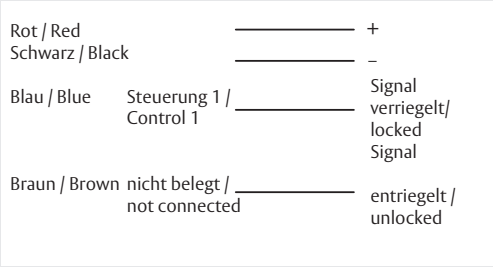 Rot / Red +
Schwarz / Black –
Blau / Blue Steuerung 1 / Control 1 Signal
verriegelt/
locked
Signal
Braun / Brown nicht belegt / not connected entriegelt /
unlocked